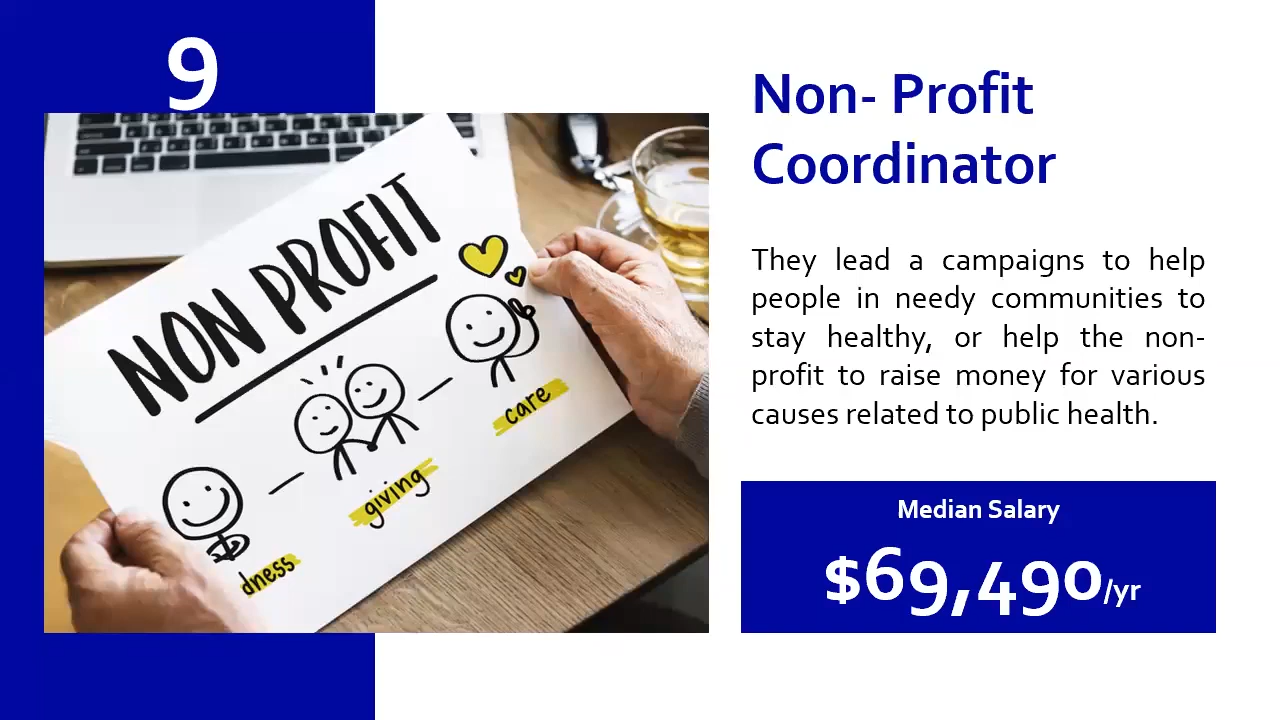 9
Non- Profit
Coordinator
They lead a campaigns to help
people in needy communities to
stay healthy, or help the non-
profit to raise money for various
causes related to public health.
Median Salary
$69,490/yr
NON PROFIT
care
giving
dness